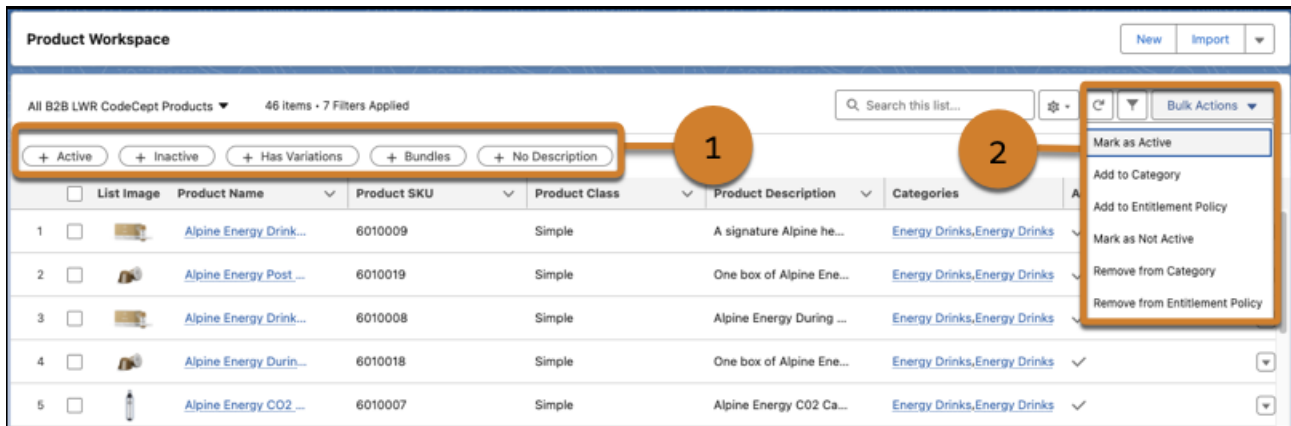 Product Workspace
New Import
All B2B LWR CodeCept Products 46 items • 7 Filters Applied Search this list... Bulk Actions
+ Active + Inactive + Has Variations + Bundles + No Description
1
2
Mark as Active
Add to Category
Add to Entitlement Policy
Mark as Not Active
Remove from Category
Remove from Entitlement Policy
List Image Product Name Product SKU Product Class Product Description Categories A
1 Alpine Energy Drink... 6010009 Simple A signature Alpine he... Energy Drinks,Energy Drinks
2 Alpine Energy Post ... 6010019 Simple One box of Alpine Ene... Energy Drinks,Energy Drinks
3 Alpine Energy Drink... 6010008 Simple Alpine Energy During ... Energy Drinks,Energy Drinks
4 Alpine Energy Durin... 6010018 Simple One box of Alpine Ene... Energy Drinks,Energy Drinks
5 Alpine Energy CO2 ... 6010007 Simple Alpine Energy C02 Ca... Energy Drinks,Energy Drinks